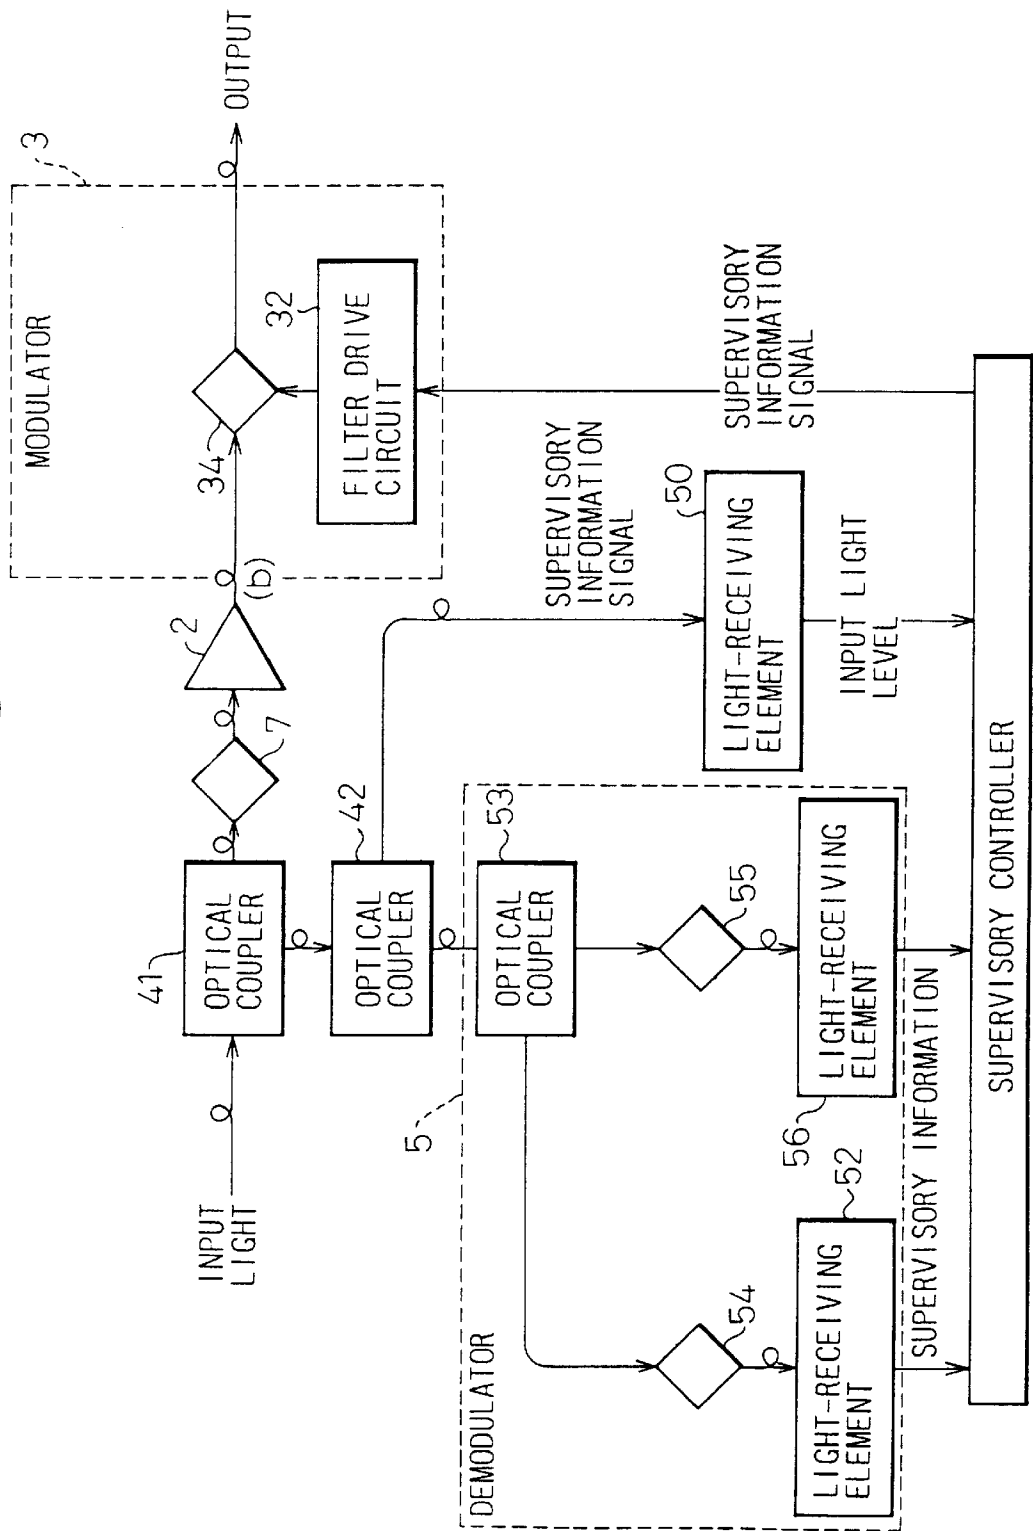 INPUT
LIGHT
41
OPTICAL
COUPLER
7
2
(b)
MODULATOR
3
34
32
FILTER DRIVE
CIRCUIT
OUTPUT
42
OPTICAL
COUPLER
SUPERVISORY
INFORMATION
SIGNAL
SUPERVISORY
INFORMATION
SIGNAL
DEMODULATOR
5
53
OPTICAL
COUPLER
54
55
50
LIGHT-RECEIVING
ELEMENT
52
LIGHT-RECEIVING
ELEMENT
56
LIGHT-RECEIVING
ELEMENT
INPUT LIGHT
LEVEL
SUPERVISORY INFORMATION
SUPERVISORY CONTROLLER